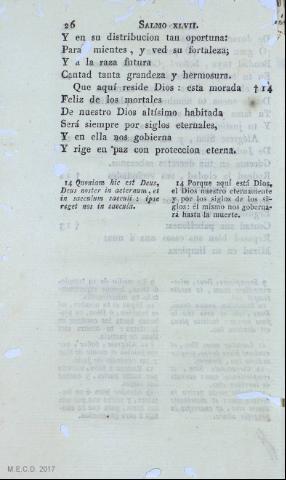 26 SALMO XLVII.
Y en su distribucion tan oportuna:
Para mientes, y ved su fortaleza;
Y a la raza futura
Cantad tanta grandeza y hermosura.
Que aquí reside Dios: esta morada †14
Feliz de los mortales
De nuestro Dios altísimo habitada
Será siempre por siglos eternales,
Y en ella nos gobierna
Y rige en paz con proteccion eterna.
14 Quoniam hic est Deus,
Deus noster in æternum, et
in sæculum sæculi: ipse
reget nos in sæcula.
14 Porque aquí está Dios,
el Dios nuestro eternamente
y por los siglos de los si-
glos: él mismo nos goberna-
rá hasta la muerte.
M.E.C.D. 2017